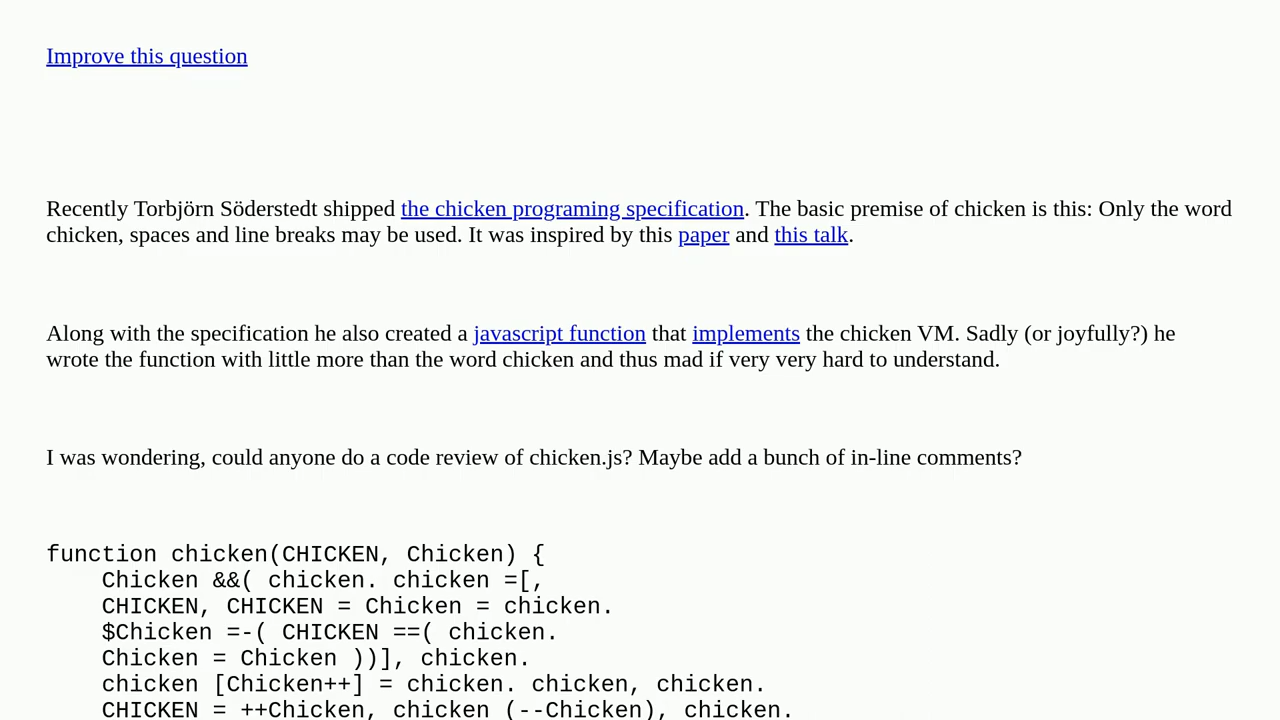 Improve this question
Recently Torbjörn Söderstedt shipped the chicken programing specification. The basic premise of chicken is this: Only the word
chicken, spaces and line breaks may be used. It was inspired by this paper and this talk.
Along with the specification he also created a javascript function that implements the chicken VM. Sadly (or joyfully?) he
wrote the function with little more than the word chicken and thus mad if very very hard to understand.
I was wondering, could anyone do a code review of chicken.js? Maybe add a bunch of in-line comments?
function chicken(CHICKEN, Chicken) {
    Chicken &&( chicken. chicken =[,
    CHICKEN, CHICKEN = Chicken = chicken.
    $Chicken =-( CHICKEN ==( chicken.
    Chicken = Chicken ))], chicken.
    chicken [Chicken++] = chicken. chicken, chicken.
    CHICKEN = ++Chicken, chicken (--Chicken), chicken.